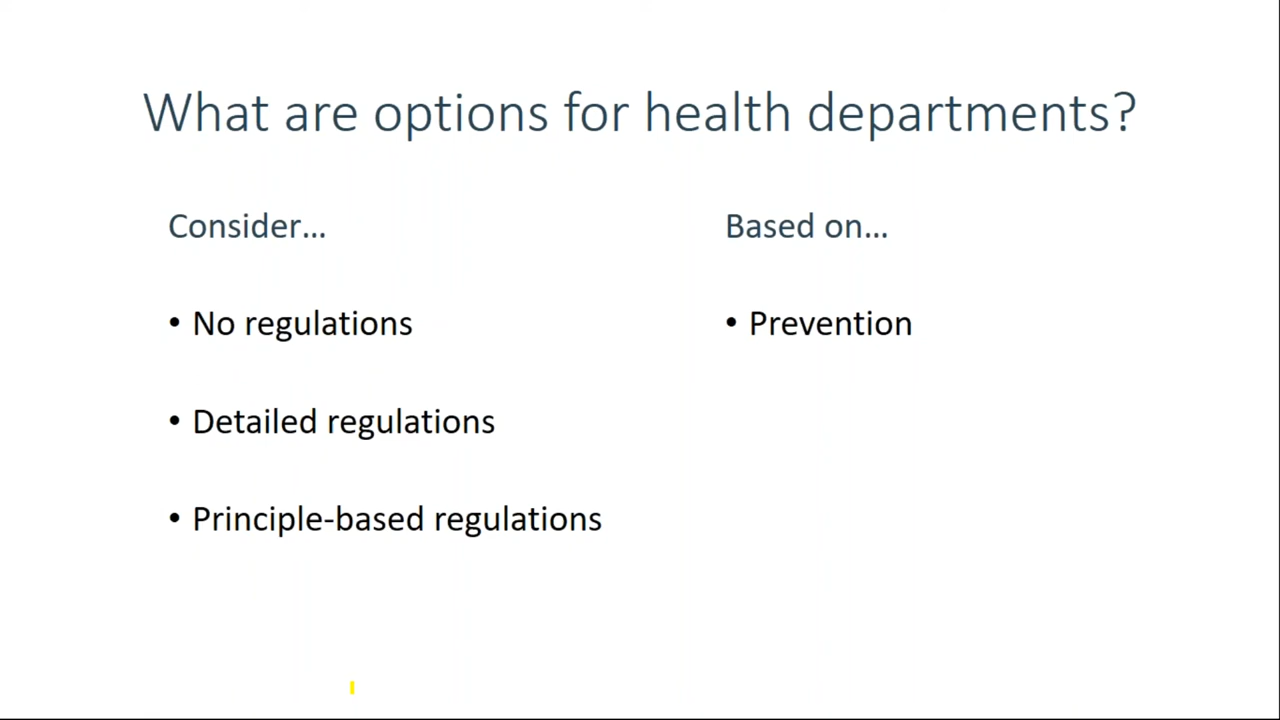 What are options for health departments?
Consider…
• No regulations
• Detailed regulations
• Principle-based regulations
Based on…
• Prevention